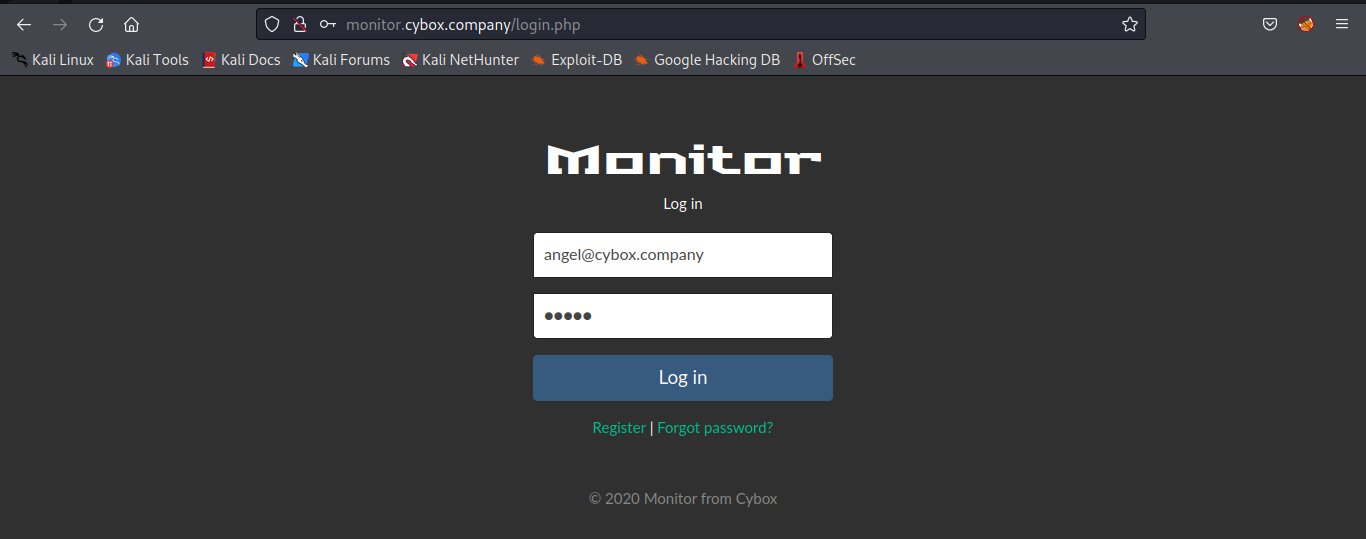 monitor.cybox.company/login.php
Kali Linux Kali Tools Kali Docs Kali Forums Kali NetHunter Exploit-DB Google Hacking DB OffSec
Monitor
Log in
angel@cybox.company
●●●●●
Log in
Register | Forgot password?
© 2020 Monitor from Cybox